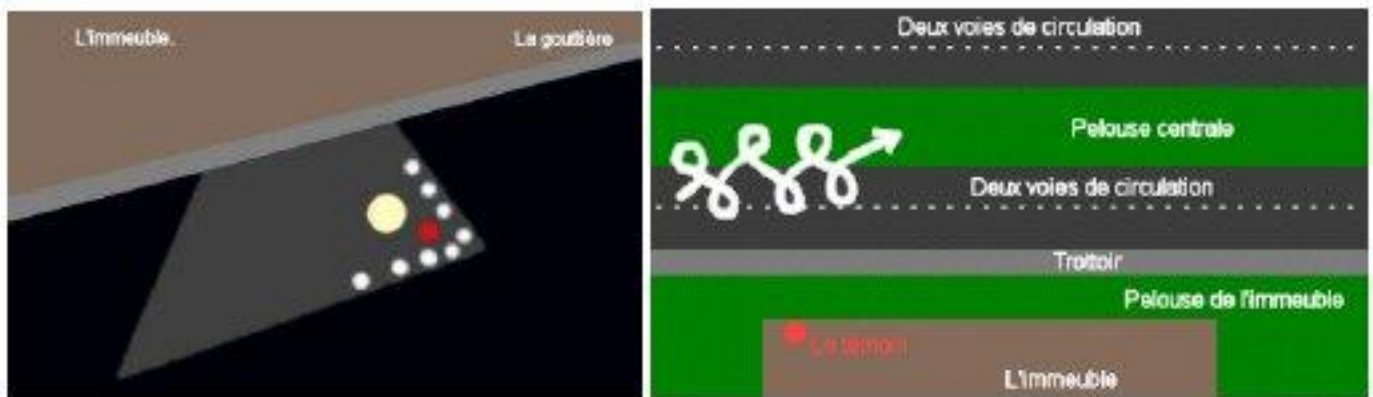 L'immeuble.
La gouttière
Deux voies de circulation
Pelouse centrale
Deux voies de circulation
Trottoir
Pelouse de l'immeuble
Le témoin
L'immeuble